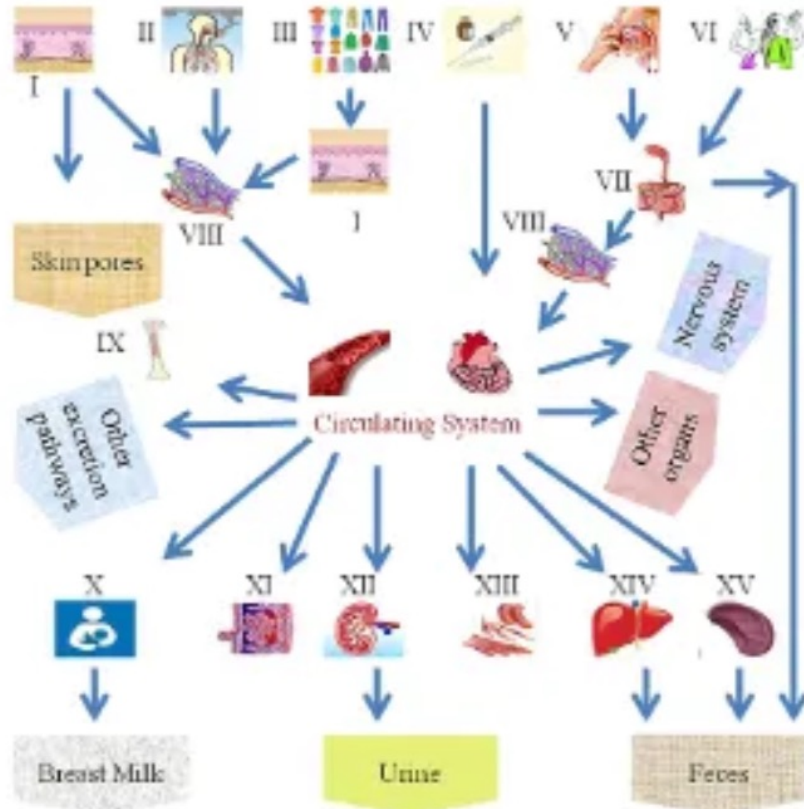 II III IV V VI
I
VII
I
VIII VIII
Skin pores
Nervous
system
IX
Other
excretion
pathways
Circulating System
Other
organs
X XI XII XIII XIV XV
Breast Milk Urine Feces